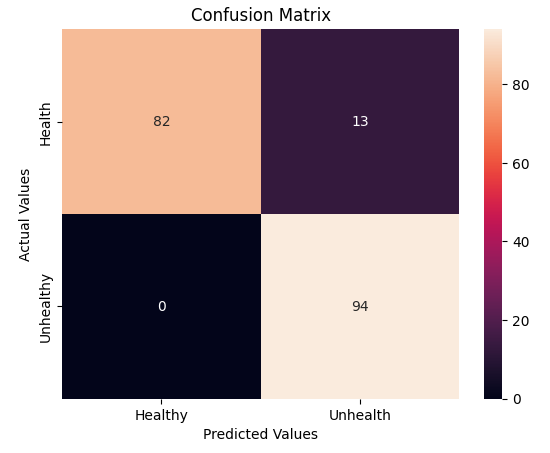 Confusion Matrix
Actual Values
Health
82
13
Unhealthy
0
94
Healthy
Unhealth
Predicted Values
80
60
40
20
0